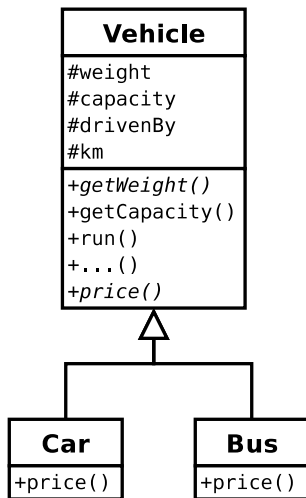 Vehicle
#weight
#capacity
#drivenBy
#km
+getWeight()
+getCapacity()
+run()
+...()
+price()
Car
+price()
Bus
+price()